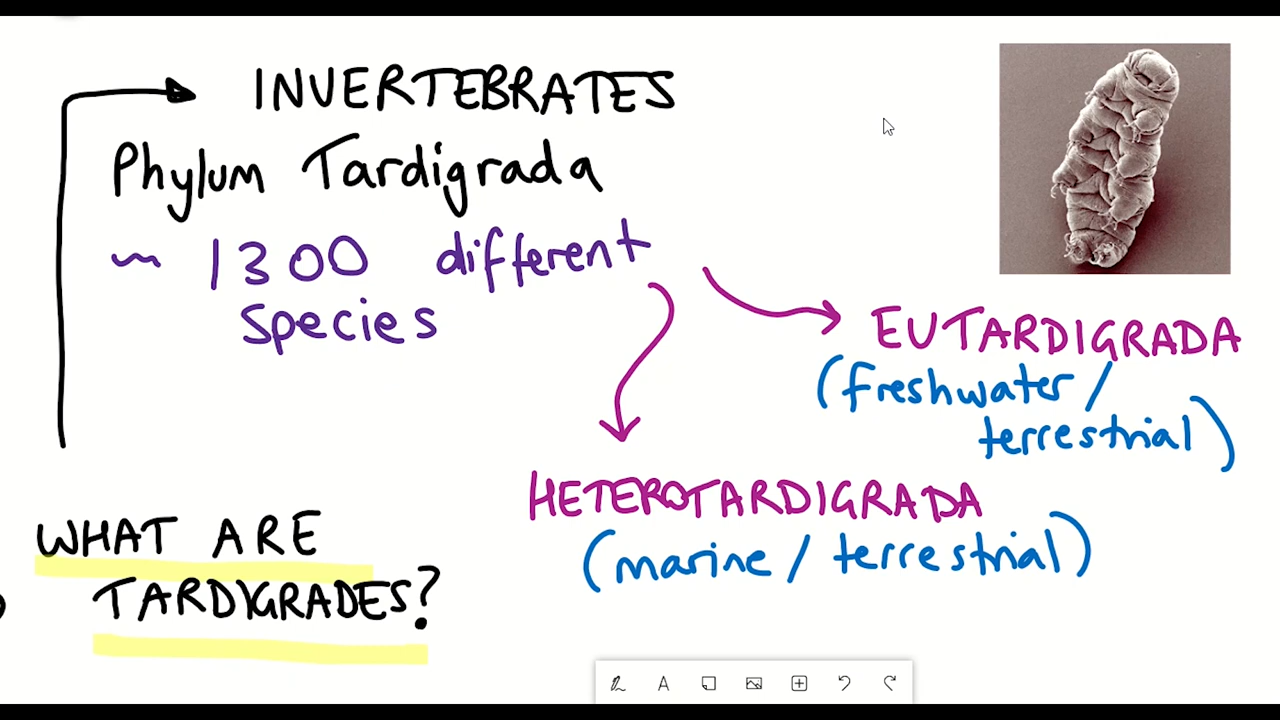 INVERTEBRATES
Phylum Tardigrada
~ 1300 different
species
EUTARDIGRADA
(freshwater/
terrestrial)
HETEROTARDIGRADA
(marine / terrestrial)
WHAT ARE
TARDIGRADES?
A